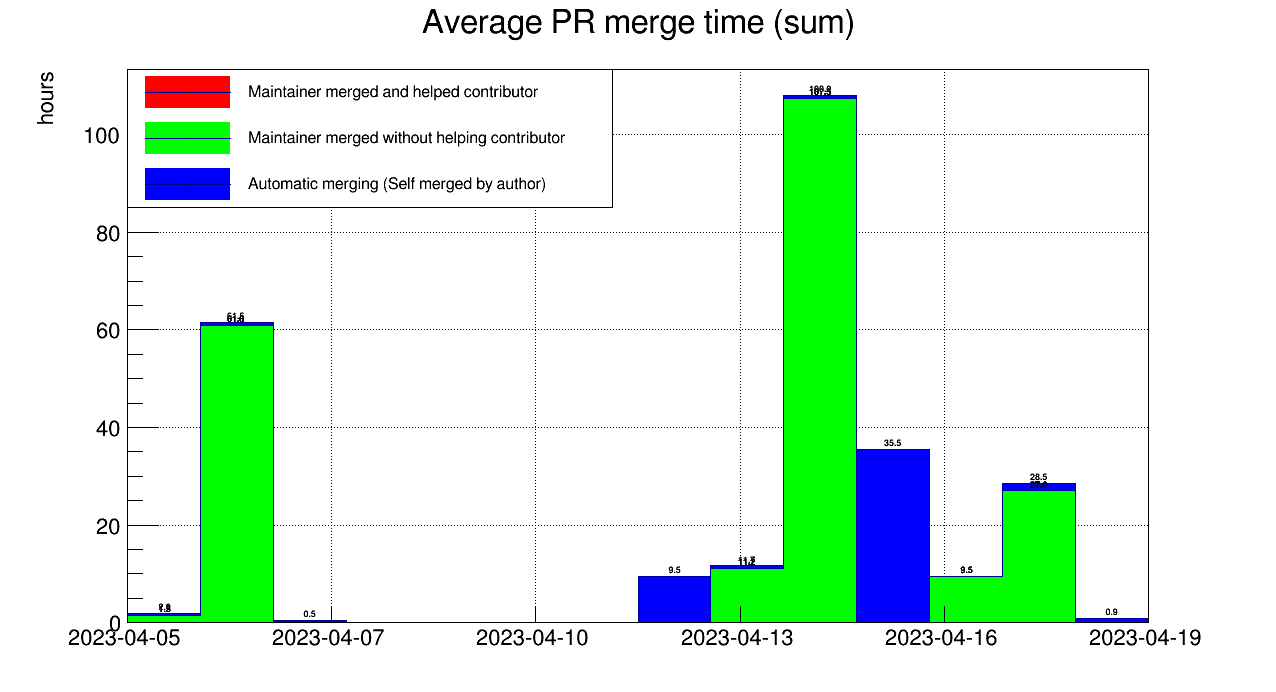 Average PR merge time (sum)
hours
Maintainer merged and helped contributor
Maintainer merged without helping contributor
Automatic merging (Self merged by author)
100
80
60
40
20
0
61.5
0.5
9.5
35.5
9.5
28.5
0.9
2023-04-05 2023-04-07 2023-04-10 2023-04-13 2023-04-16 2023-04-19